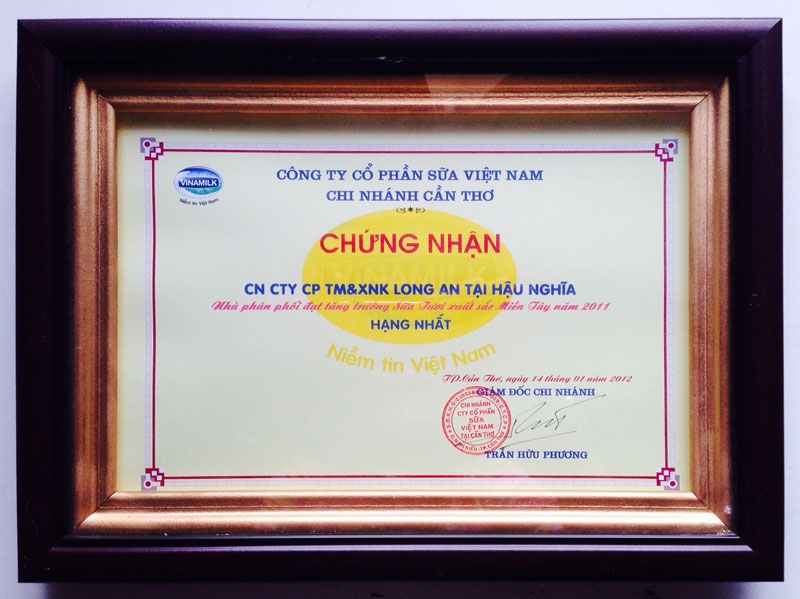 VINAMILK
Niềm tin Việt Nam
CÔNG TY CỔ PHẦN SỮA VIỆT NAM
CHI NHÁNH CẦN THƠ
CHỨNG NHẬN
VINAMILK
CN CTY CP TM&XNK LONG AN TẠI HẬU NGHĨA
Nhà phân phối đạt tăng trưởng Sữa Tươi xuất sắc Miền Tây năm 2011
HẠNG NHẤT
Niềm tin Việt Nam
TP.Cần Thơ, ngày 14 tháng 01 năm 2012
GIÁM ĐỐC CHI NHÁNH
CHI NHÁNH
CTY CỔ PHẦN
SỮA
VIỆT NAM
TẠI CẦN THƠ
TRẦN HỮU PHƯƠNG